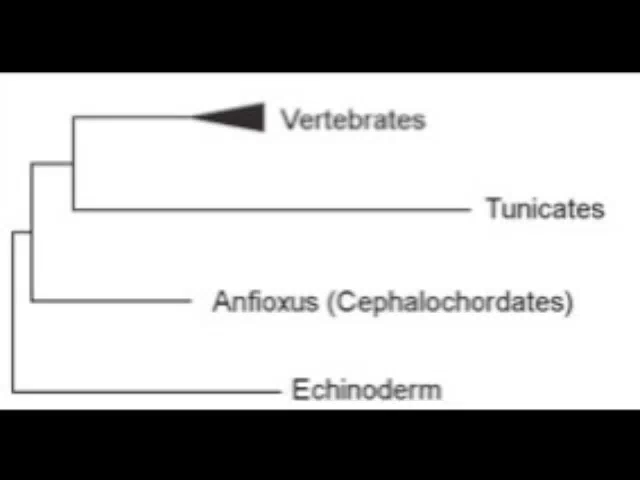 Vertebrates
Tunicates
Anfioxus (Cephalochordates)
Echinoderm